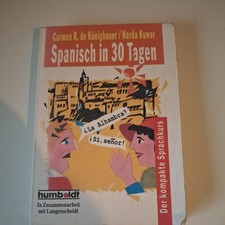 Carmen R. de Königbauer / Harda Kuwer
Spanisch in 30 Tagen
¿La Alhambra?
¡Sí, señor!
Der kompakte Sprachkurs
humboldt
In Zusammenarbeit
mit Langenscheidt